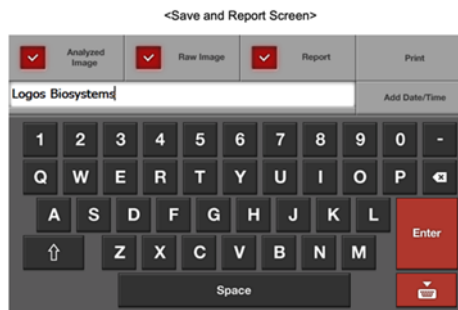 <Save and Report Screen>
Analyzed Image Raw Image Report Print
Logos Biosystems Add Date/Time
1 2 3 4 5 6 7 8 9 0 -
Q W E R T Y U I O P
A S D F G H J K L Enter
Z X C V B N M
Space